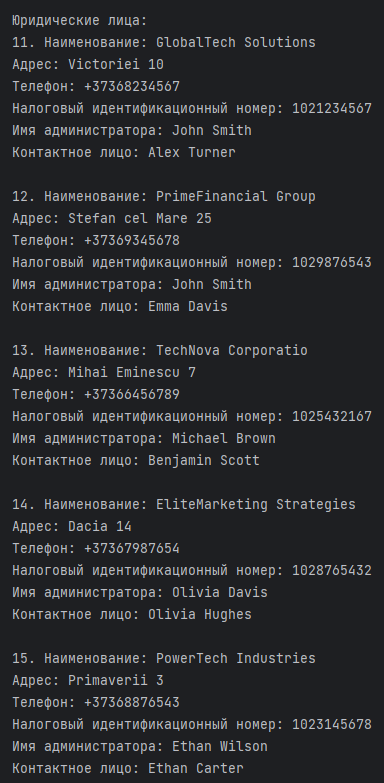 Юридические лица:
11. Наименование: GlobalTech Solutions
Адрес: Victoriei 10
Телефон: +37368234567
Налоговый идентификационный номер: 1021234567
Имя администратора: John Smith
Контактное лицо: Alex Turner
12. Наименование: PrimeFinancial Group
Адрес: Stefan cel Mare 25
Телефон: +37369345678
Налоговый идентификационный номер: 1029876543
Имя администратора: John Smith
Контактное лицо: Emma Davis
13. Наименование: TechNova Corporatio
Адрес: Mihai Eminescu 7
Телефон: +37366456789
Налоговый идентификационный номер: 1025432167
Имя администратора: Michael Brown
Контактное лицо: Benjamin Scott
14. Наименование: EliteMarketing Strategies
Адрес: Dacia 14
Телефон: +37367987654
Налоговый идентификационный номер: 1028765432
Имя администратора: Olivia Davis
Контактное лицо: Olivia Hughes
15. Наименование: PowerTech Industries
Адрес: Primaverii 3
Телефон: +37368876543
Налоговый идентификационный номер: 1023145678
Имя администратора: Ethan Wilson
Контактное лицо: Ethan Carter